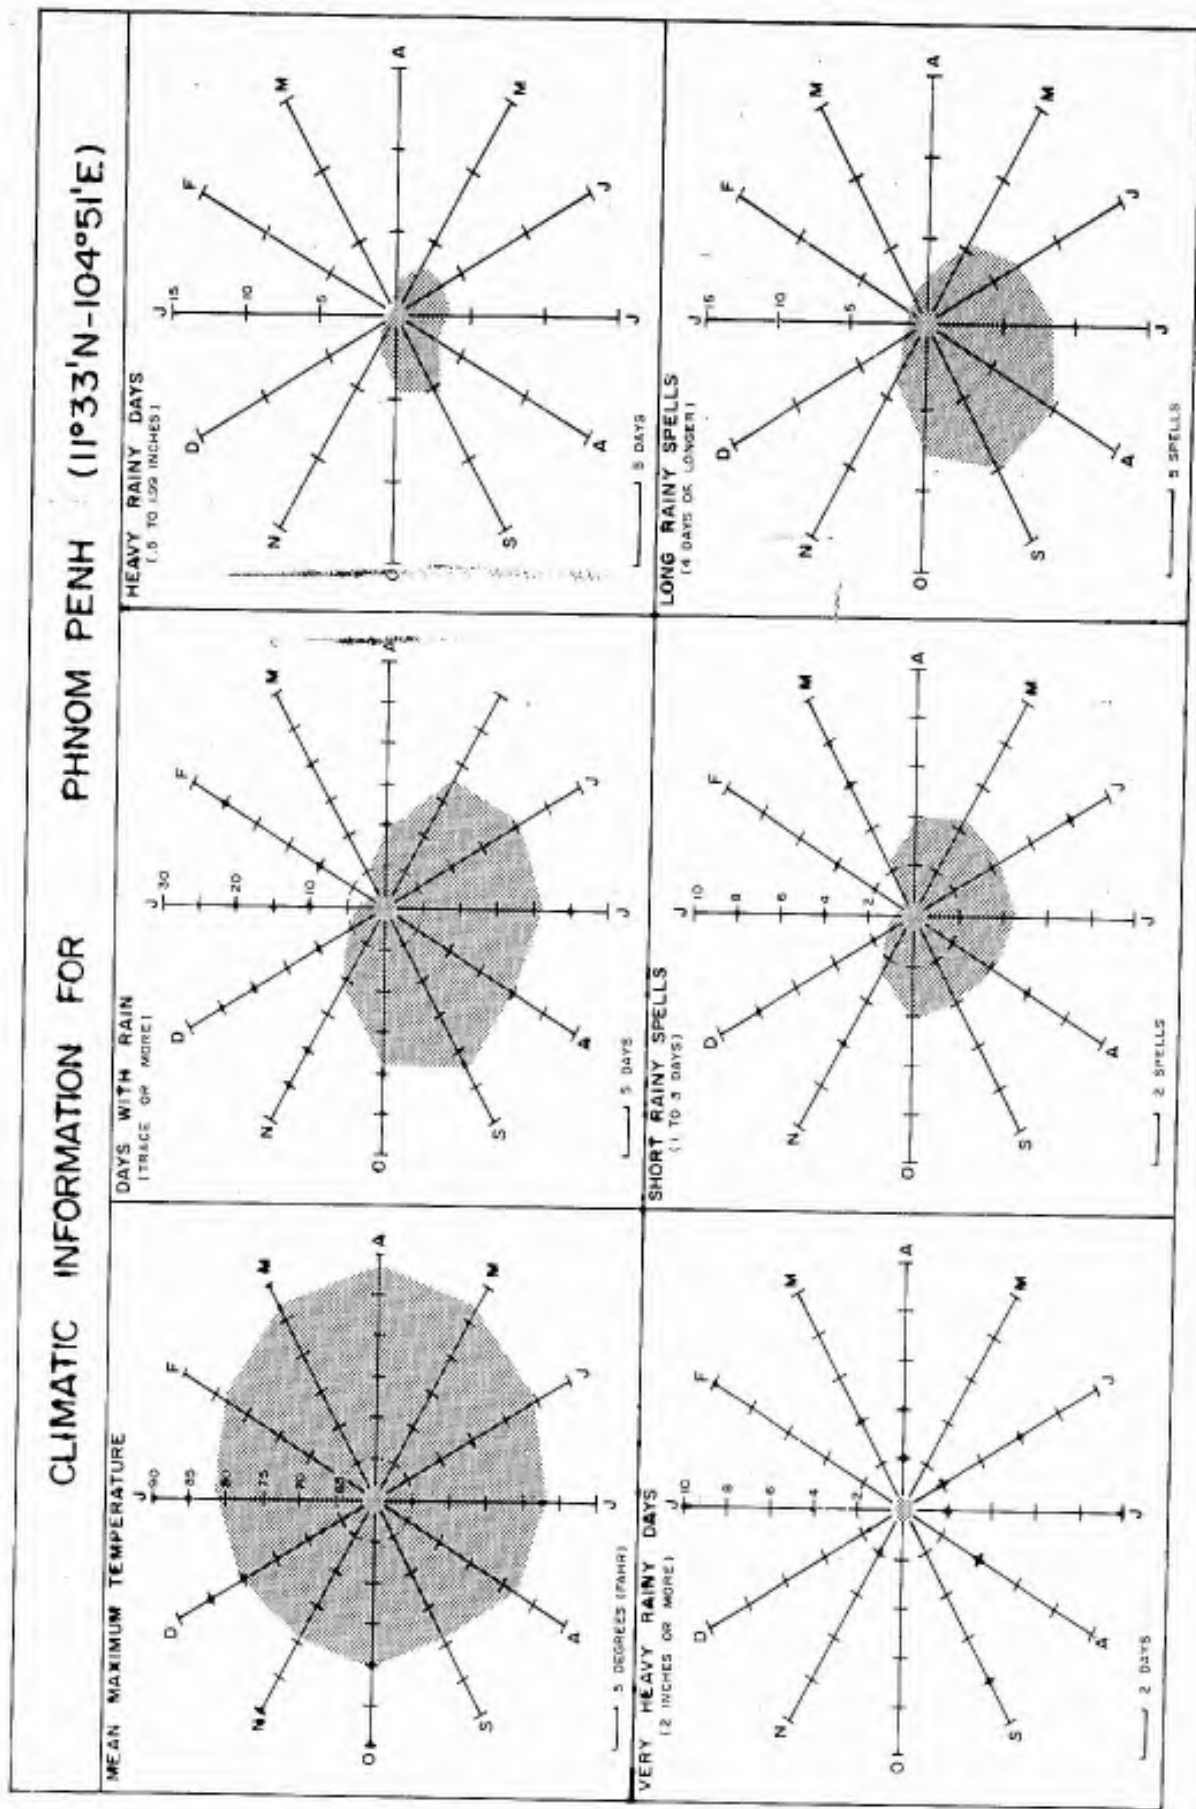 CLIMATIC INFORMATION FOR PHNOM PENH (11°33'N-104°51'E)
MEAN MAXIMUM TEMPERATURE
J
90
85
80
75
70
65
F
M
A
M
J
J
A
S
O
N
D
5 DEGREES (FAHR)
DAYS WITH RAIN
(TRACE OR MORE)
J
30
20
10
F
M
A
J
J
A
S
O
N
D
5 DAYS
HEAVY RAINY DAYS
(.5 TO 1.99 INCHES)
J
15
10
5
F
M
A
M
J
J
A
S
O
N
D
5 DAYS
VERY HEAVY RAINY DAYS
(2 INCHES OR MORE)
J
10
8
6
4
2
F
M
A
M
J
J
A
S
O
N
D
2 DAYS
SHORT RAINY SPELLS
(1 TO 3 DAYS)
J
10
8
6
4
2
F
M
A
M
J
J
A
S
O
N
D
2 SPELLS
LONG RAINY SPELLS
(4 DAYS OR LONGER)
J
15
10
5
F
M
A
M
J
J
A
S
O
N
D
5 SPELLS